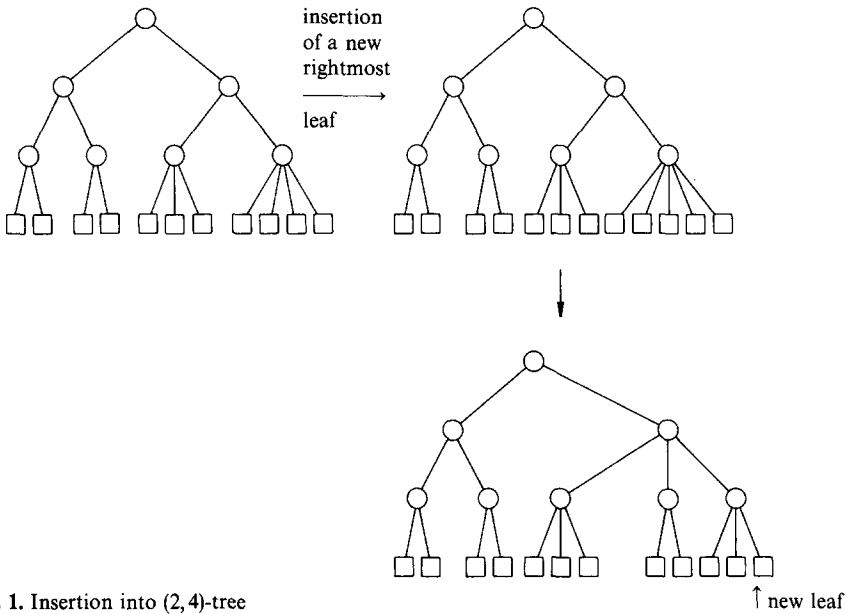 insertion
of a new
rightmost
leaf
1. Insertion into (2,4)-tree
↑ new leaf